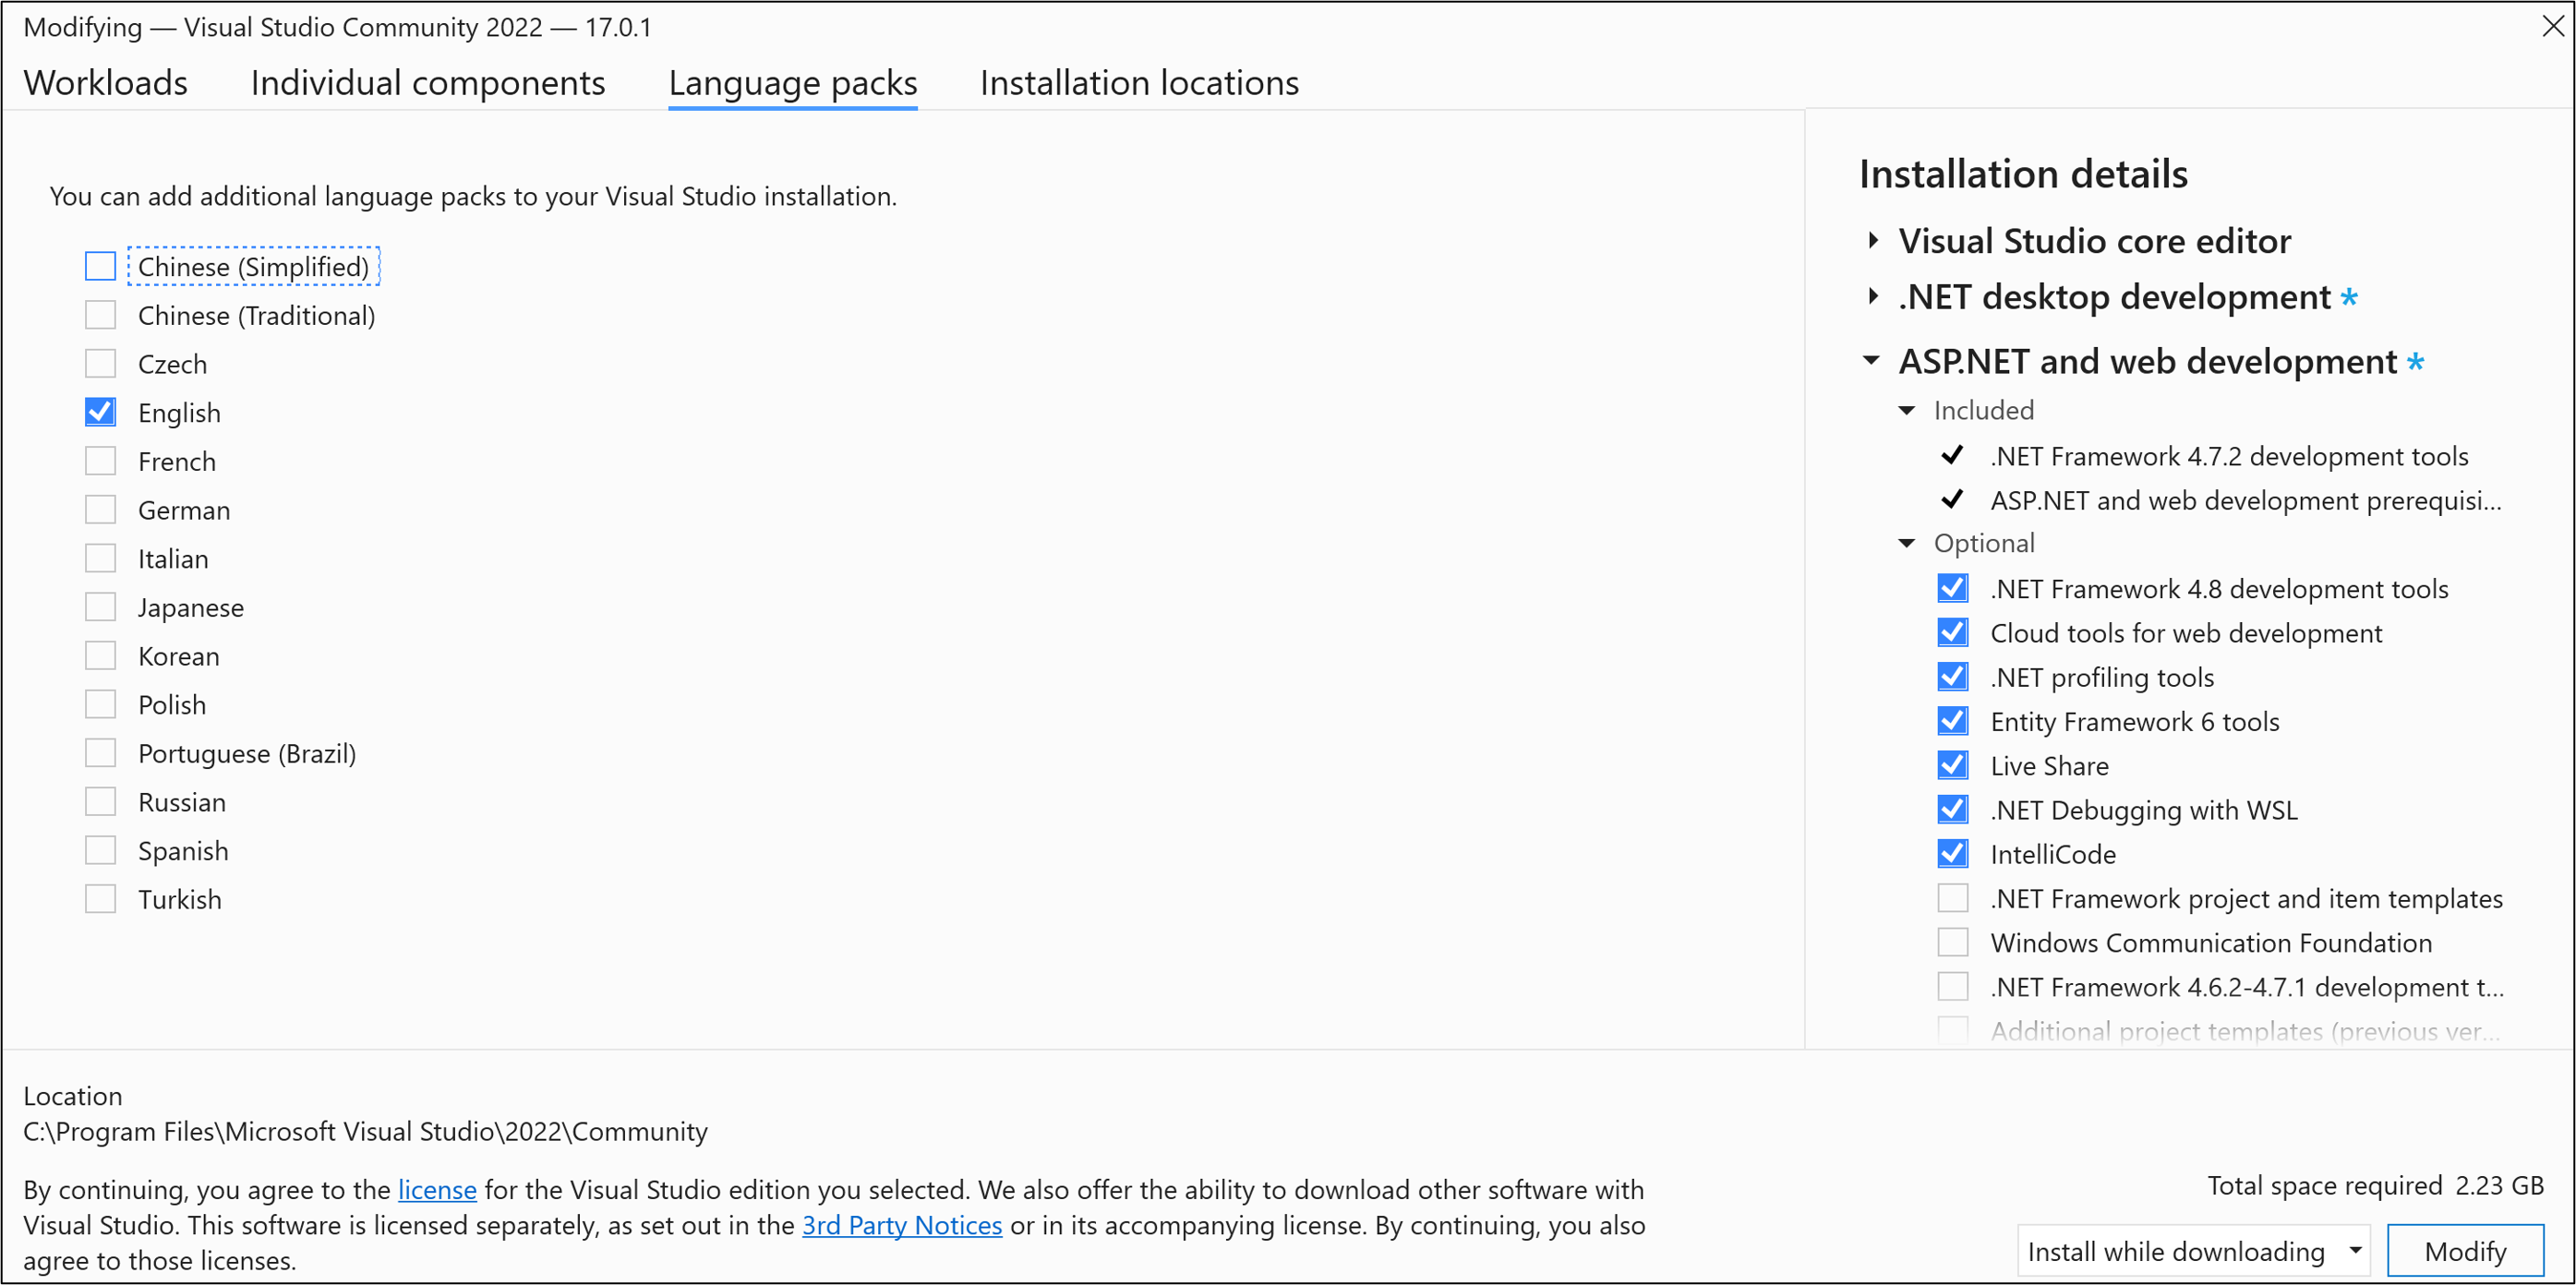 Modifying — Visual Studio Community 2022 — 17.0.1
Workloads
Individual components
Language packs
Installation locations
You can add additional language packs to your Visual Studio installation.
Chinese (Simplified)
Chinese (Traditional)
Czech
English
French
German
Italian
Japanese
Korean
Polish
Portuguese (Brazil)
Russian
Spanish
Turkish
Installation details
Visual Studio core editor
.NET desktop development *
ASP.NET and web development *
Included
.NET Framework 4.7.2 development tools
ASP.NET and web development prerequisi...
Optional
.NET Framework 4.8 development tools
Cloud tools for web development
.NET profiling tools
Entity Framework 6 tools
Live Share
.NET Debugging with WSL
IntelliCode
.NET Framework project and item templates
Windows Communication Foundation
.NET Framework 4.6.2-4.7.1 development t...
Additional project templates (previous ver...
Location
C:\Program Files\Microsoft Visual Studio\2022\Community
By continuing, you agree to the license for the Visual Studio edition you selected. We also offer the ability to download other software with
Visual Studio. This software is licensed separately, as set out in the 3rd Party Notices or in its accompanying license. By continuing, you also
agree to those licenses.
Total space required 2.23 GB
Install while downloading
Modify